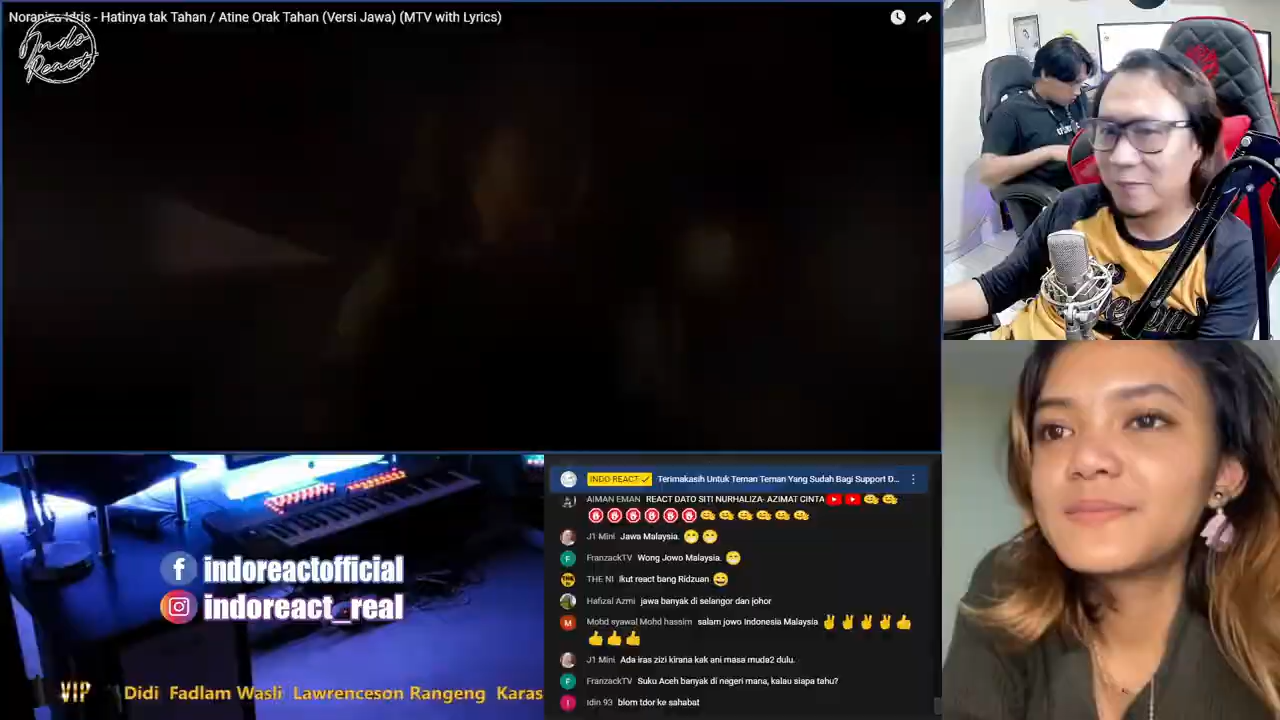 Noraniza Idris - Hatinya tak Tahan / Atine Orak Tahan (Versi Jawa) (MTV with Lyrics)
Indo
React
indoreactofficial
indoreact_real
VIP Didi Fadlam Wasli Lawrenceson Rangeng Karas
INDO REACT Terimakasih Untuk Teman Teman Yang Sudah Bagi Support D...
AIMAN EMAN REACT DATO SITI NURHALIZA- AZIMAT CINTA
J1 Mini Jawa Malaysia.
FranzackTV Wong Jowo Malaysia.
THE NI Ikut react bang Ridzuan
Hafizal Azmi jawa banyak di selangor dan johor
Mohd syawal Mohd hassim salam jowo Indonesia Malaysia ✌✌✌✌👍
👍👍👍
J1 Mini Ada iras zizi kirana kak ani masa muda2 dulu.
FranzackTV Suku Aceh banyak di negeri mana, kalau siapa tahu?
Idin 93 blom tdor ke sahabat